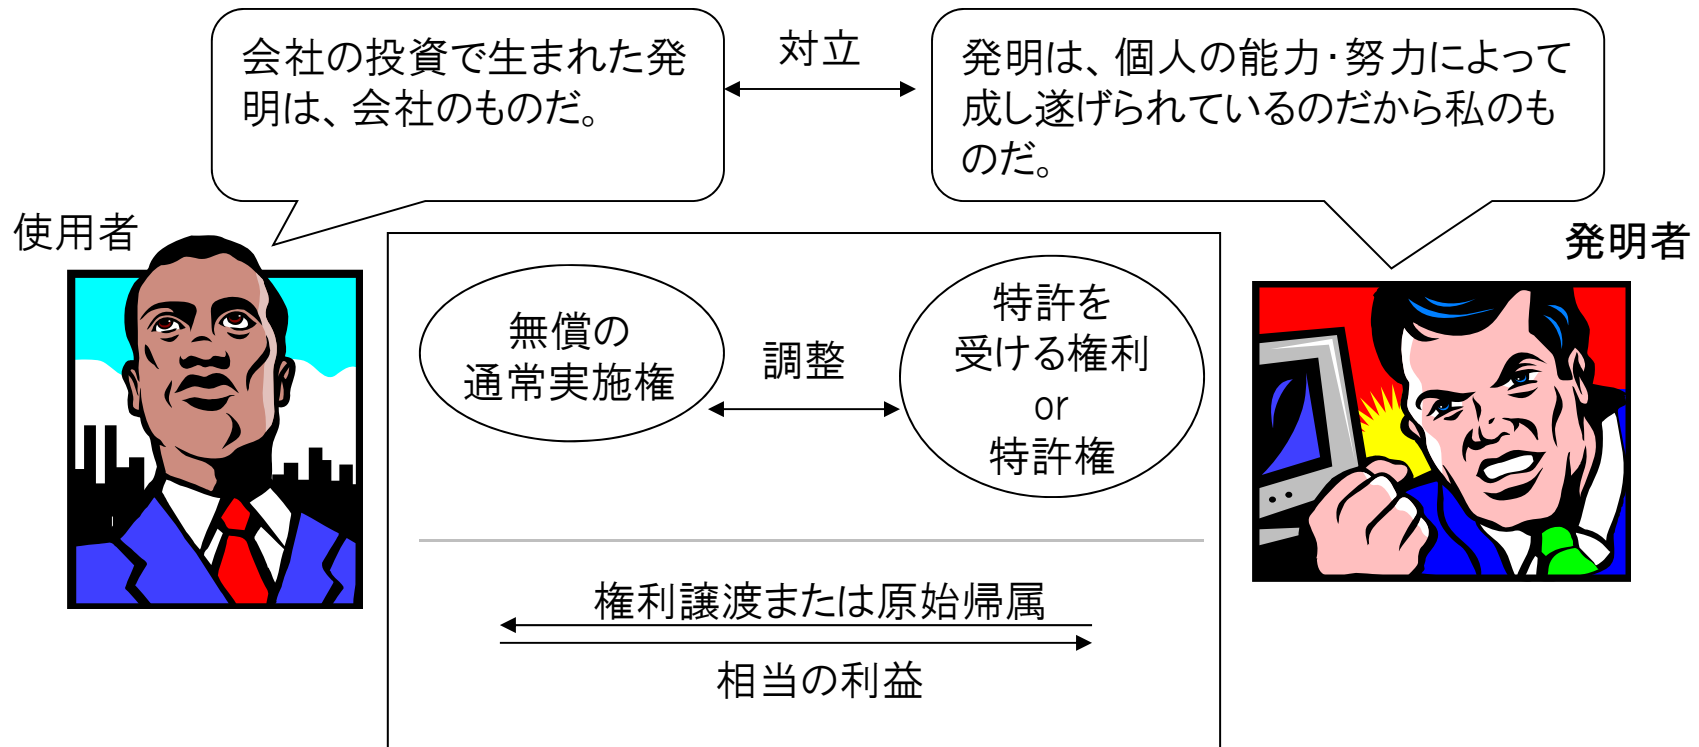 会社の投資で生まれた発
明は、会社のものだ。
対立
発明は、個人の能力・努力によって
成し遂げられているのだから私のも
のだ。
使用者
発明者
無償の
通常実施権
調整
特許を
受ける権利
or
特許権
権利譲渡または原始帰属
相当の利益